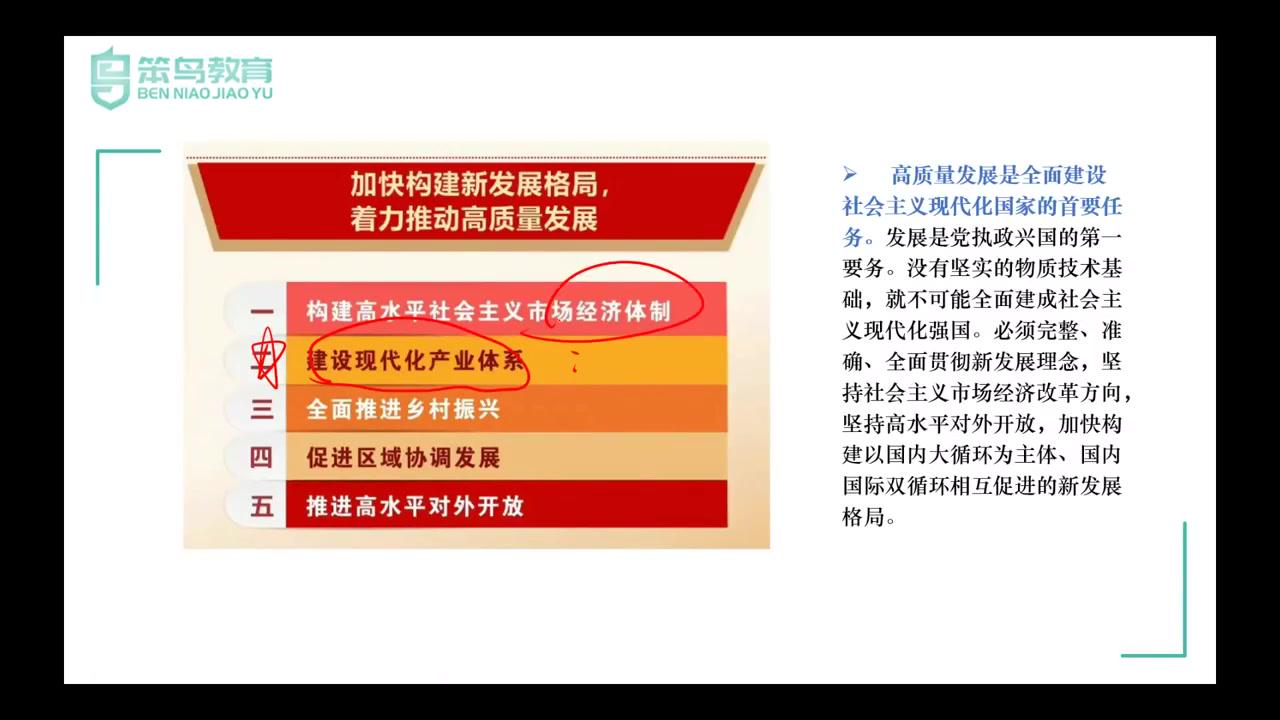 笨鸟教育
BEN NIAO JIAO YU
加快构建新发展格局，
着力推动高质量发展
一 构建高水平社会主义市场经济体制
二 建设现代化产业体系
三 全面推进乡村振兴
四 促进区域协调发展
五 推进高水平对外开放
➢ 高质量发展是全面建设
社会主义现代化国家的首要任
务。发展是党执政兴国的第一
要务。没有坚实的物质技术基
础，就不可能全面建成社会主
义现代化强国。必须完整、准
确、全面贯彻新发展理念，坚
持社会主义市场经济改革方向，
坚持高水平对外开放，加快构
建以国内大循环为主体、国内
国际双循环相互促进的新发展
格局。